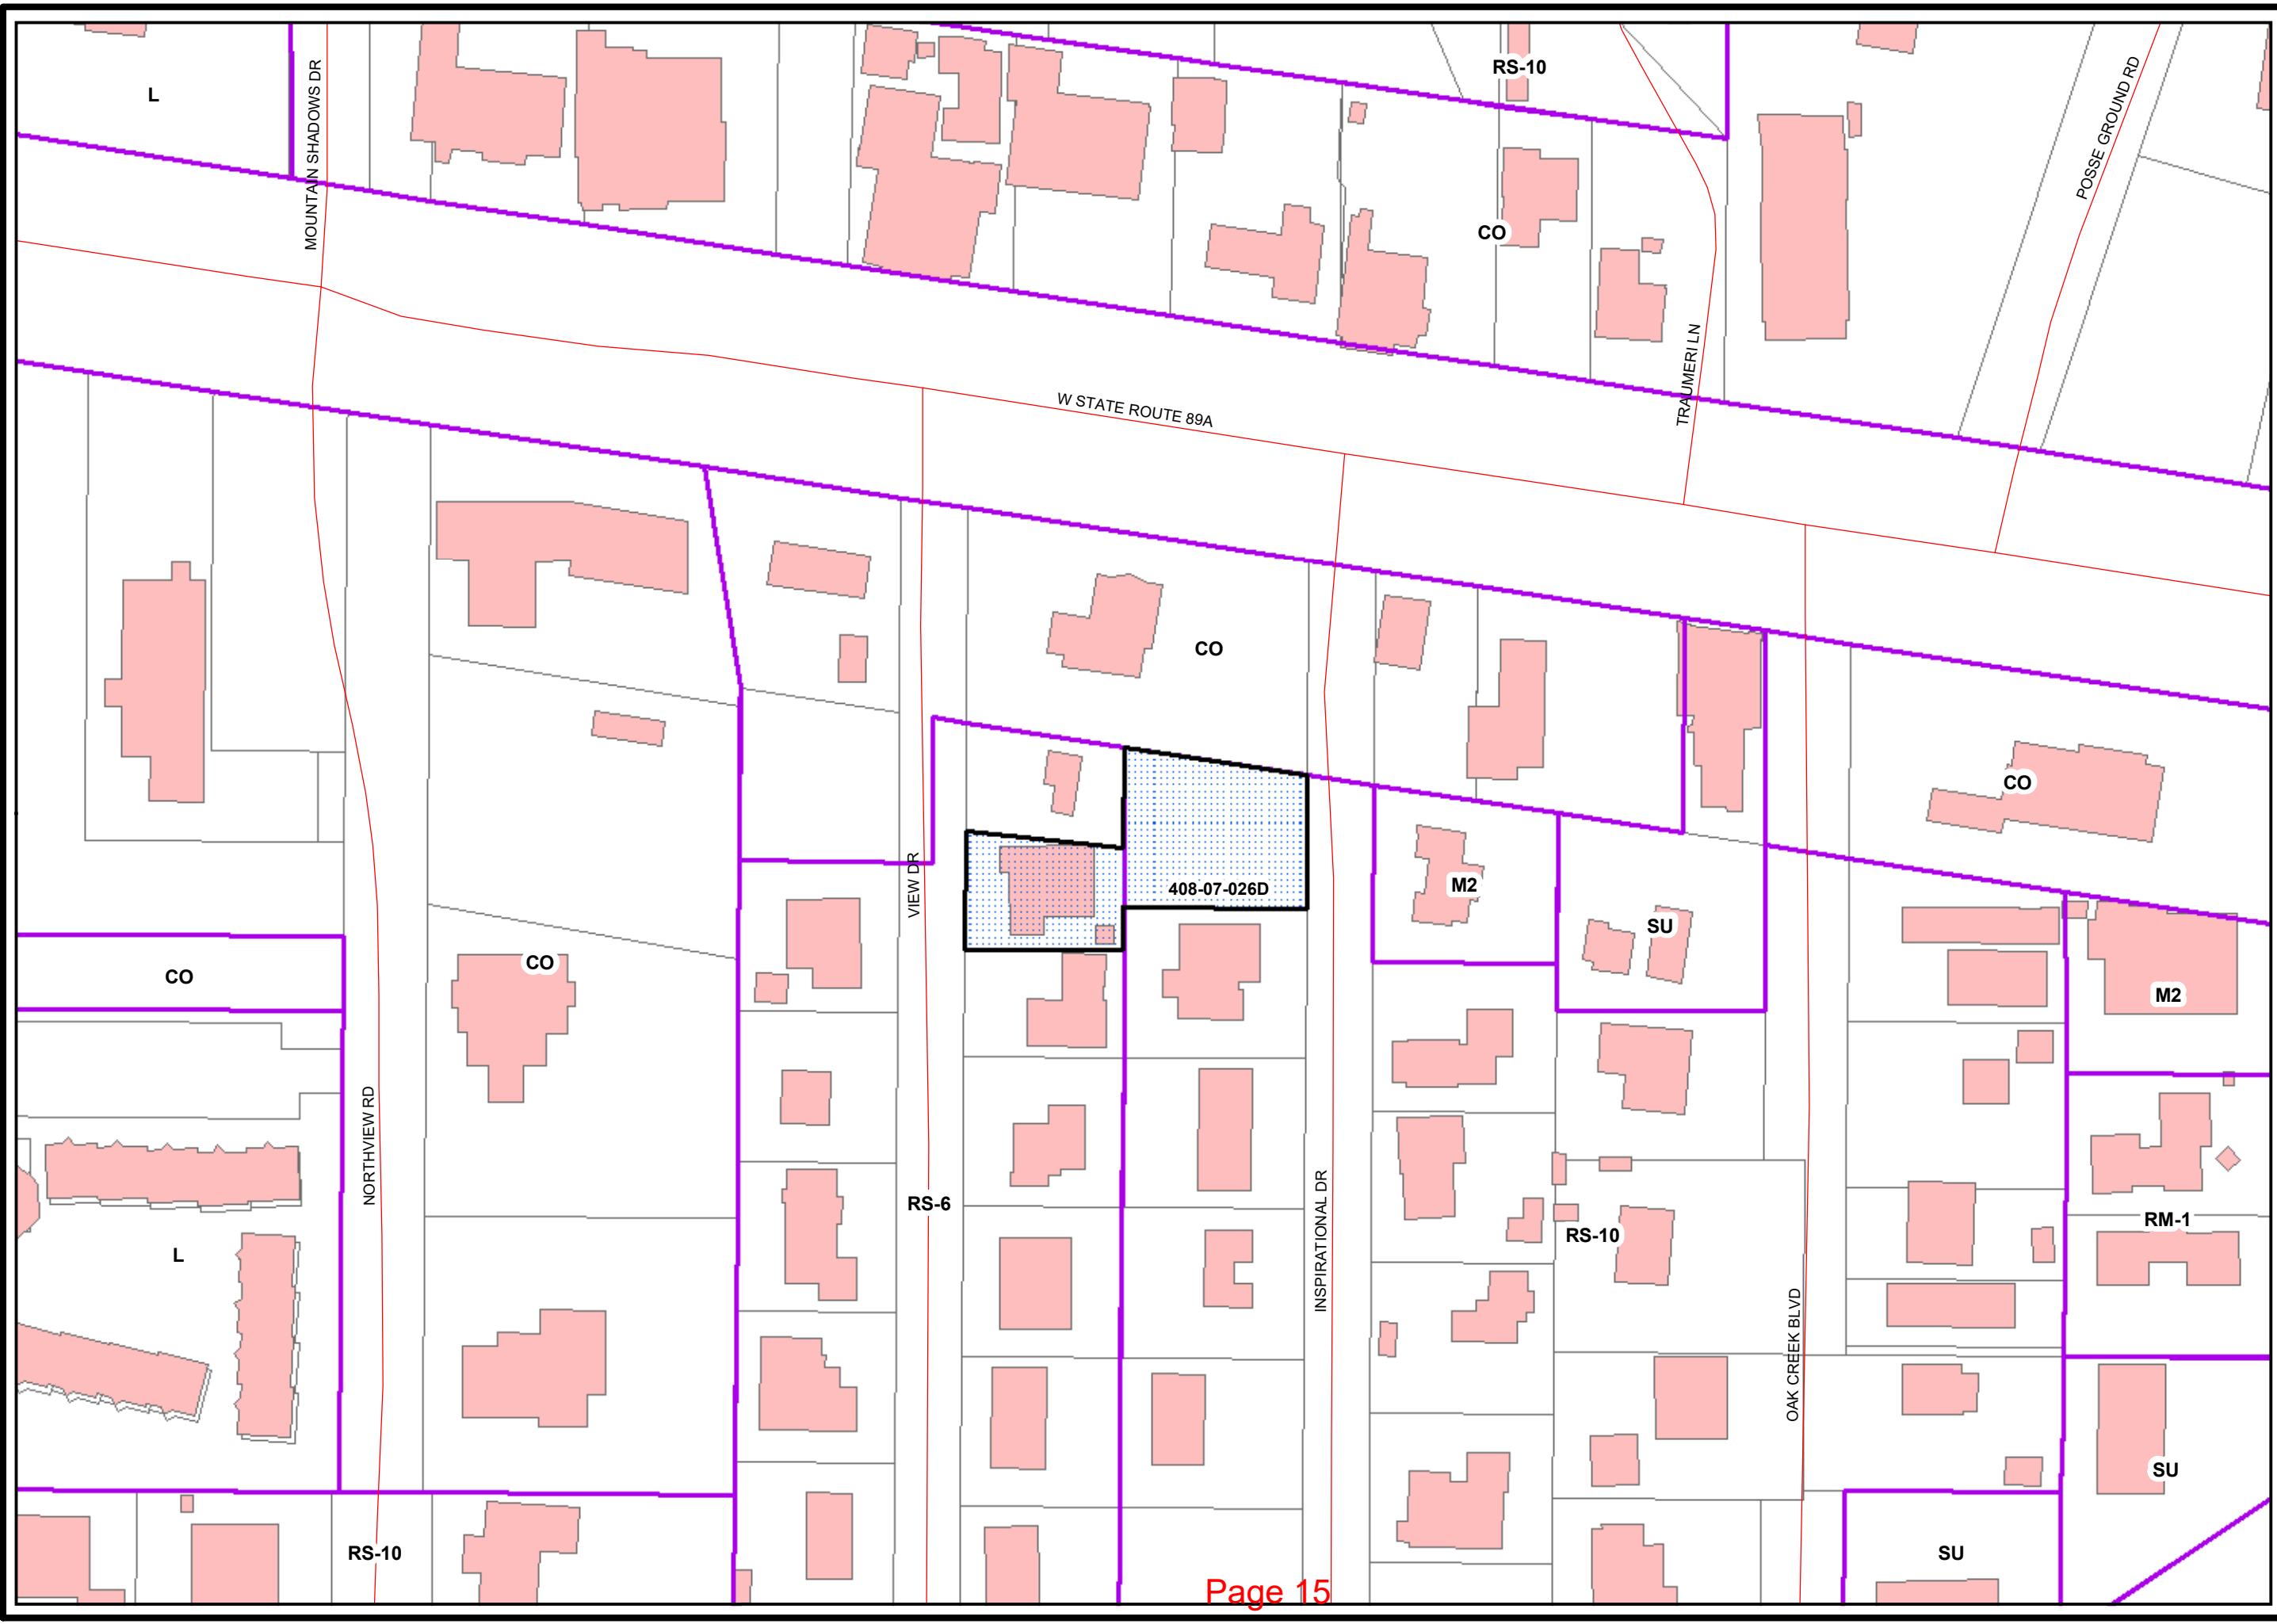 RS-10
L
MOUNTAIN SHADOWS DR
POSSE GROUND RD
CO
TRAUMERI LN
W STATE ROUTE 89A
CO
CO
VIEW DR
408-07-026D
M2
SU
CO
CO
M2
NORTHVIEW RD
RS-6
INSPIRATIONAL DR
RS-10
RM-1
L
OAK CREEK BLVD
SU
RS-10
SU
Page 15